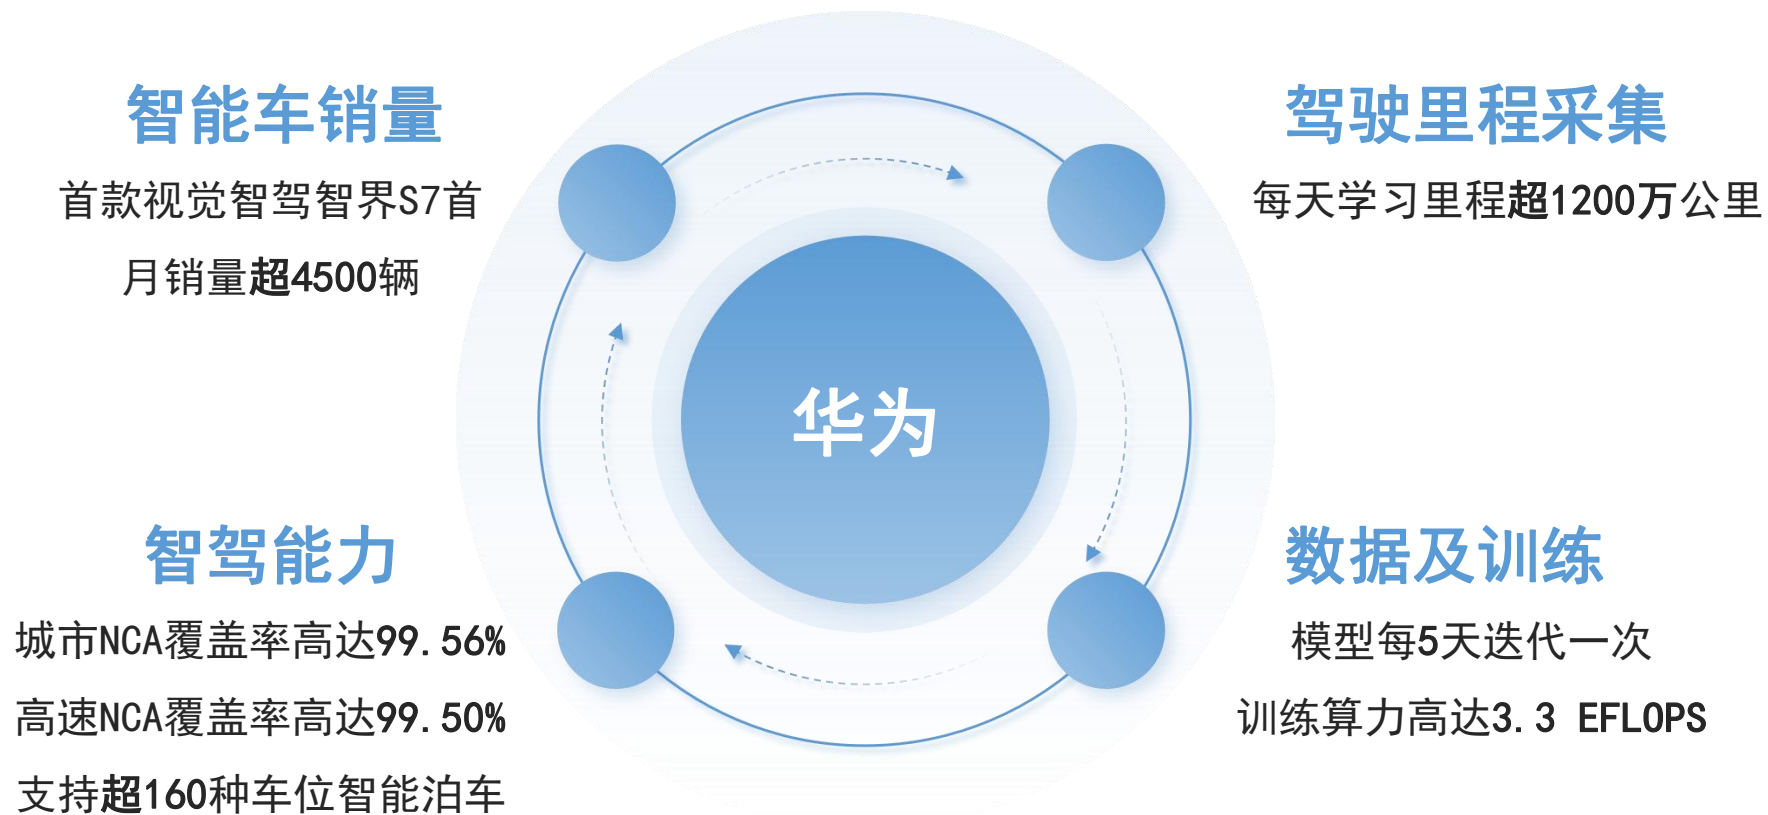 智能车销量
首款视觉智驾智界S7首
月销量超4500辆
驾驶里程采集
每天学习里程超1200万公里
华为
智驾能力
城市NCA覆盖率高达99.56%
高速NCA覆盖率高达99.50%
支持超160种车位智能泊车
数据及训练
模型每5天迭代一次
训练算力高达3.3 EFLOPS